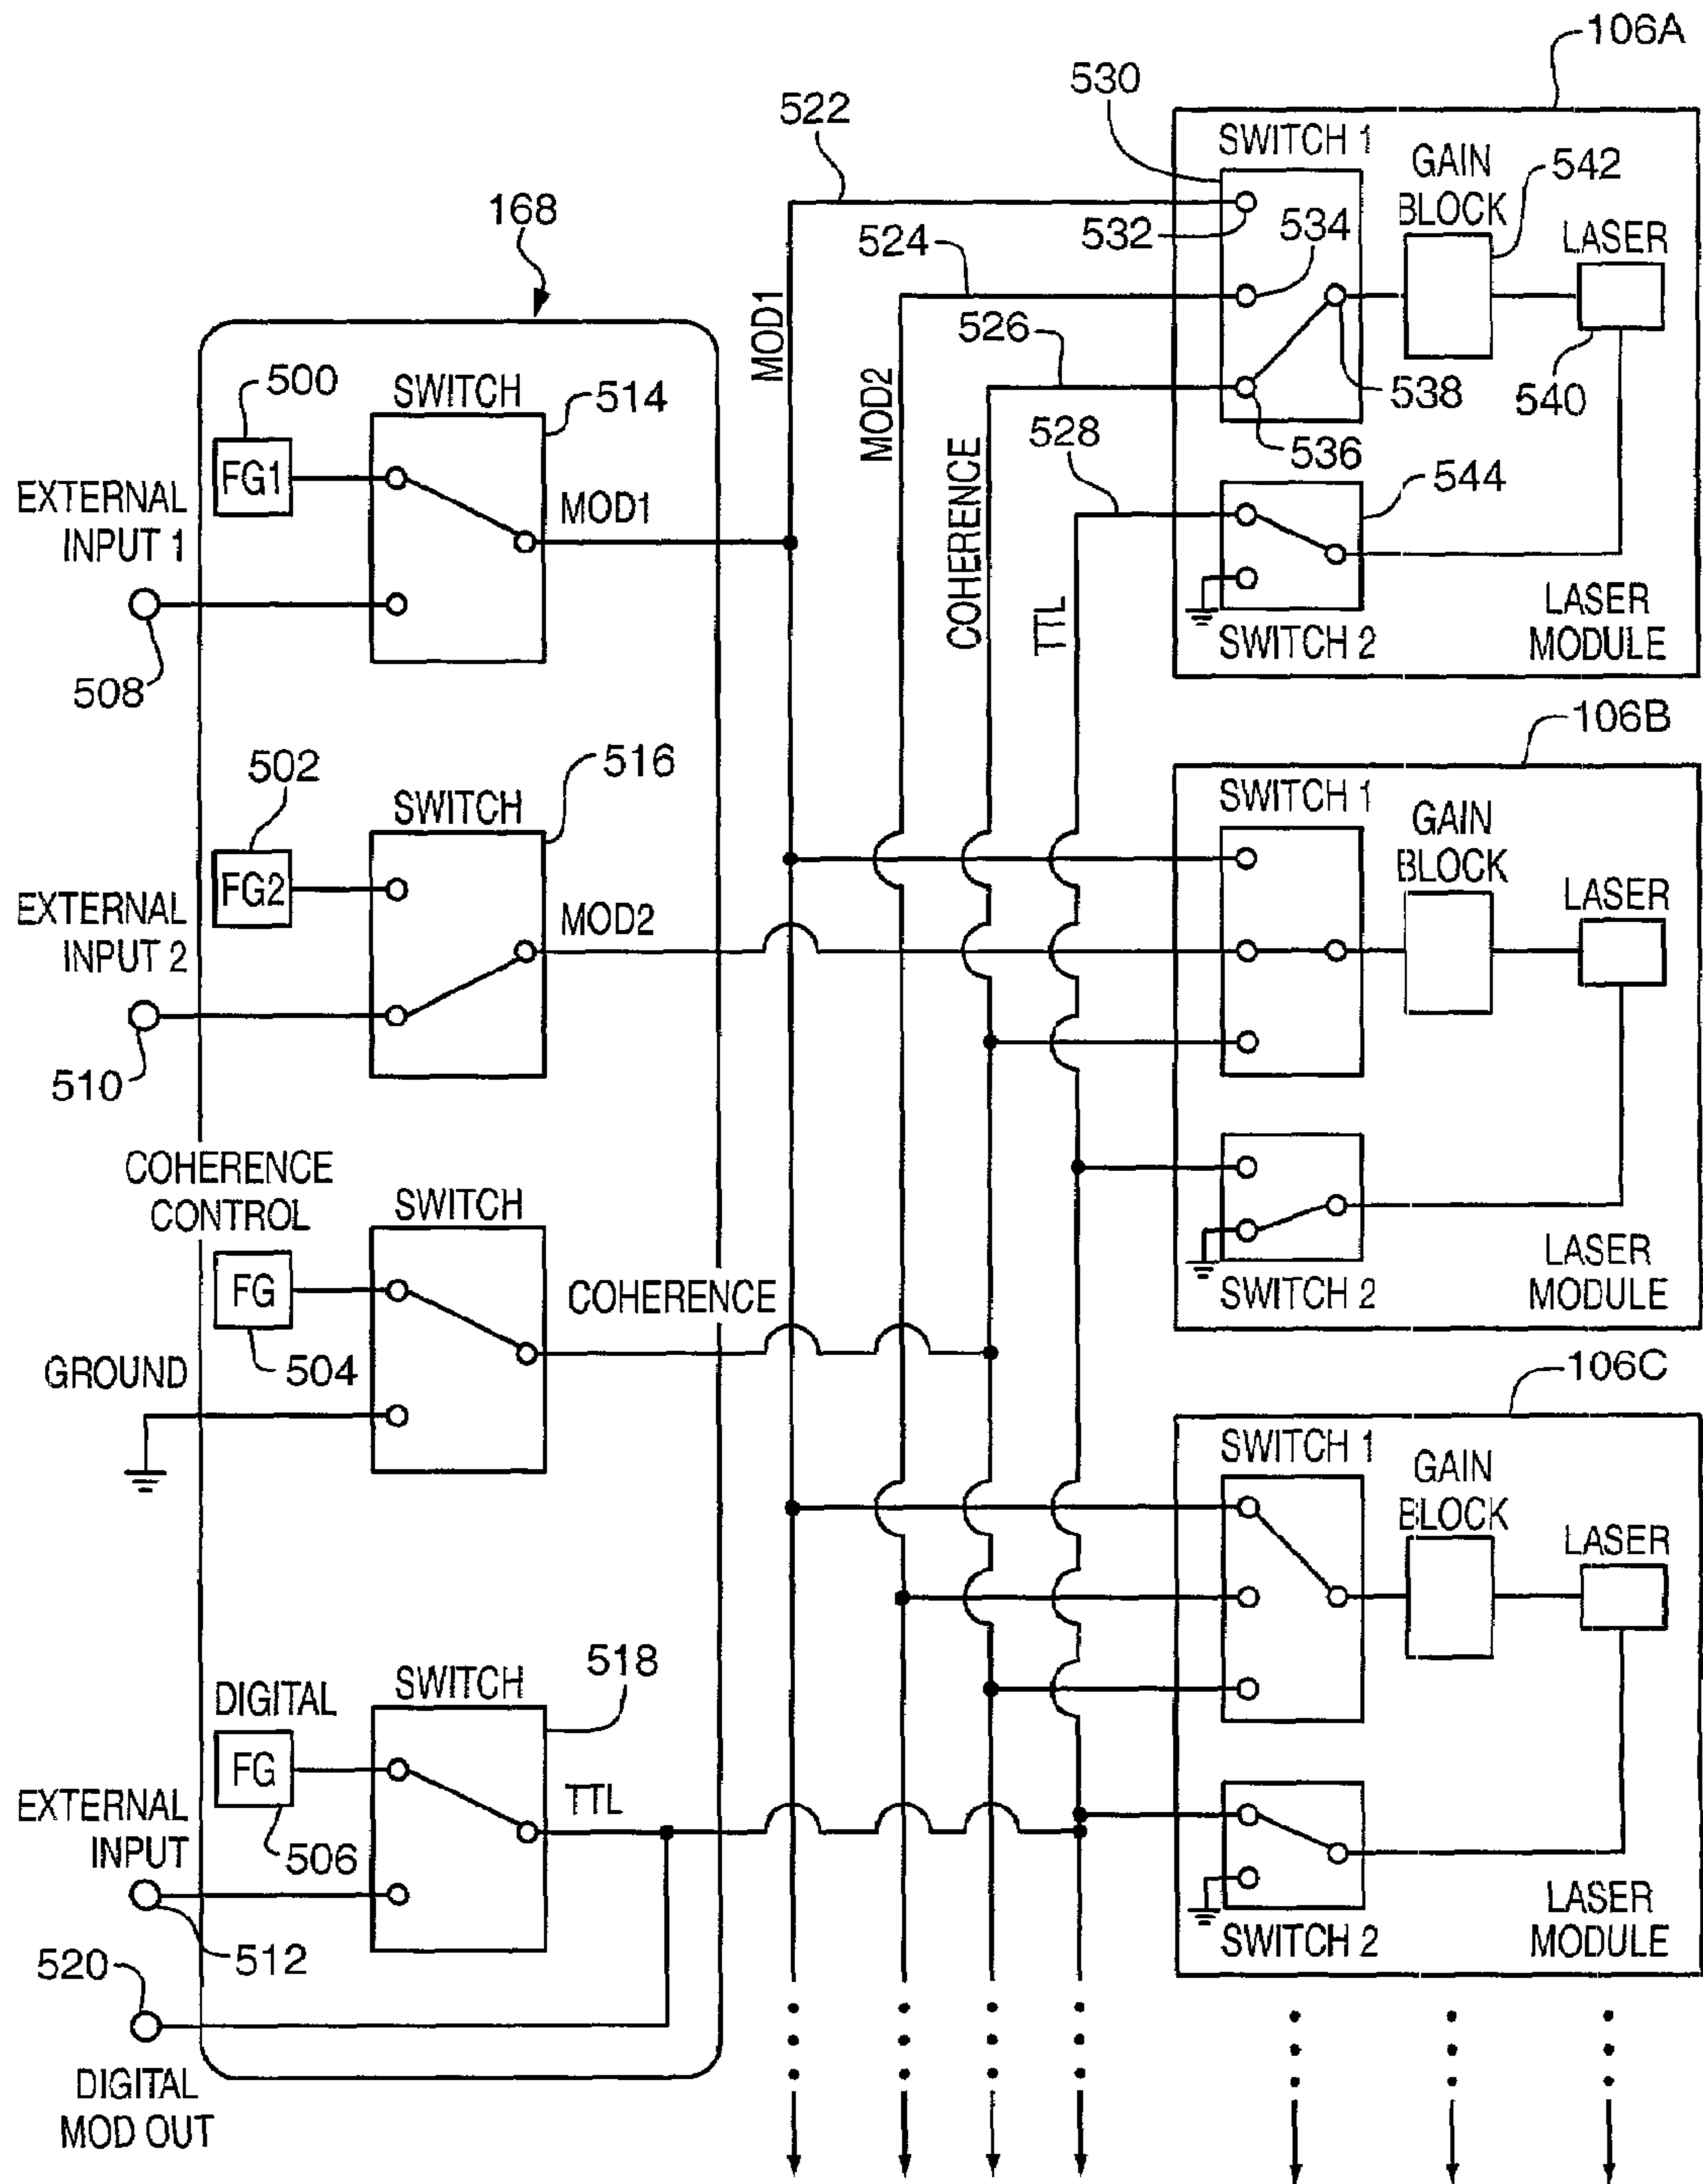 106A
530
522
SWITCH 1
GAIN
BLOCK
542
168
532
534
LASER
524
MOD1
526
538
540
500
SWITCH
514
MOD2
528
536
FG1
EXTERNAL
INPUT 1
MOD1
COHERENCE
544
TTL
LASER
MODULE
SWITCH 2
508
106B
502
516
SWITCH
SWITCH 1
GAIN
BLOCK
FG2
LASER
EXTERNAL
INPUT 2
MOD2
510
COHERENCE
CONTROL
SWITCH
LASER
MODULE
SWITCH 2
FG
COHERENCE
GROUND
504
106C
SWITCH 1
GAIN
BLOCK
LASER
518
SWITCH
DIGITAL
FG
TTL
EXTERNAL
INPUT
506
LASER
MODULE
SWITCH 2
512
520
DIGITAL
MOD OUT